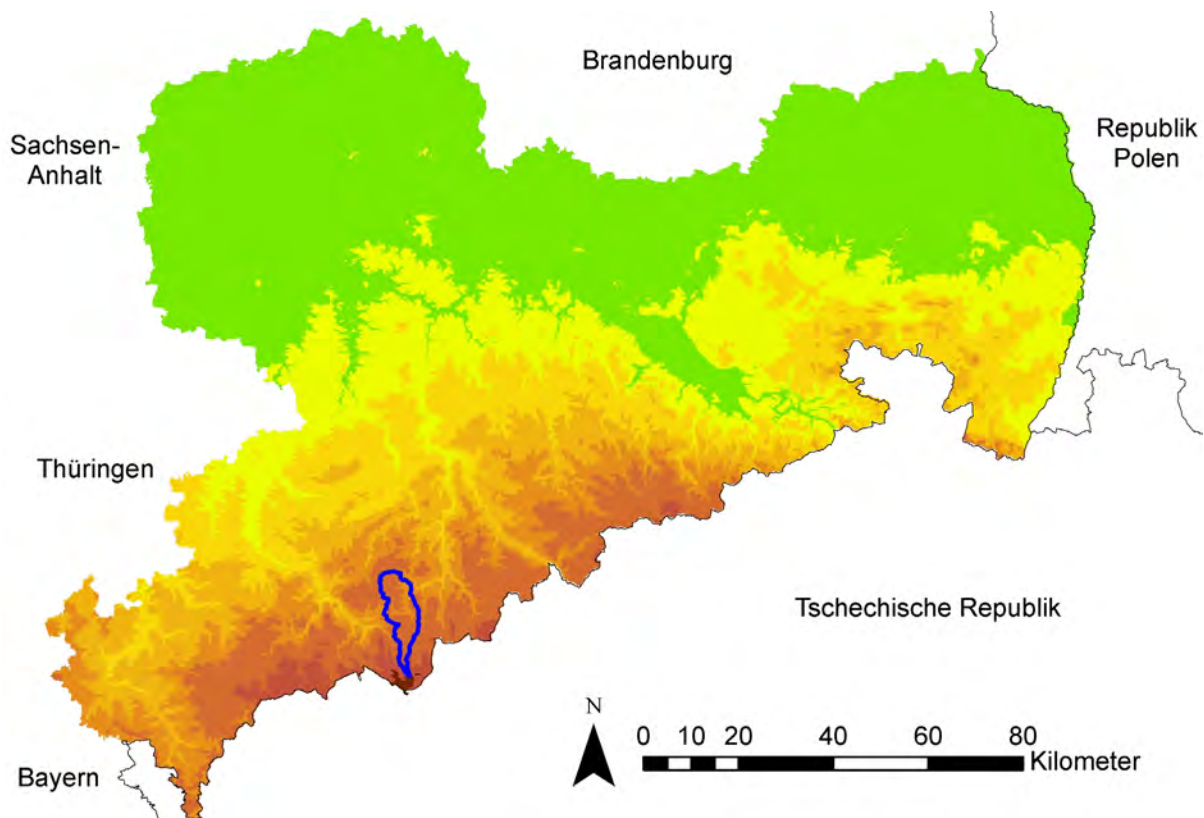 Brandenburg
Sachsen-
Anhalt
Republik
Polen
Thüringen
Tschechische Republik
N
0 10 20 40 60 80
Kilometer
Bayern